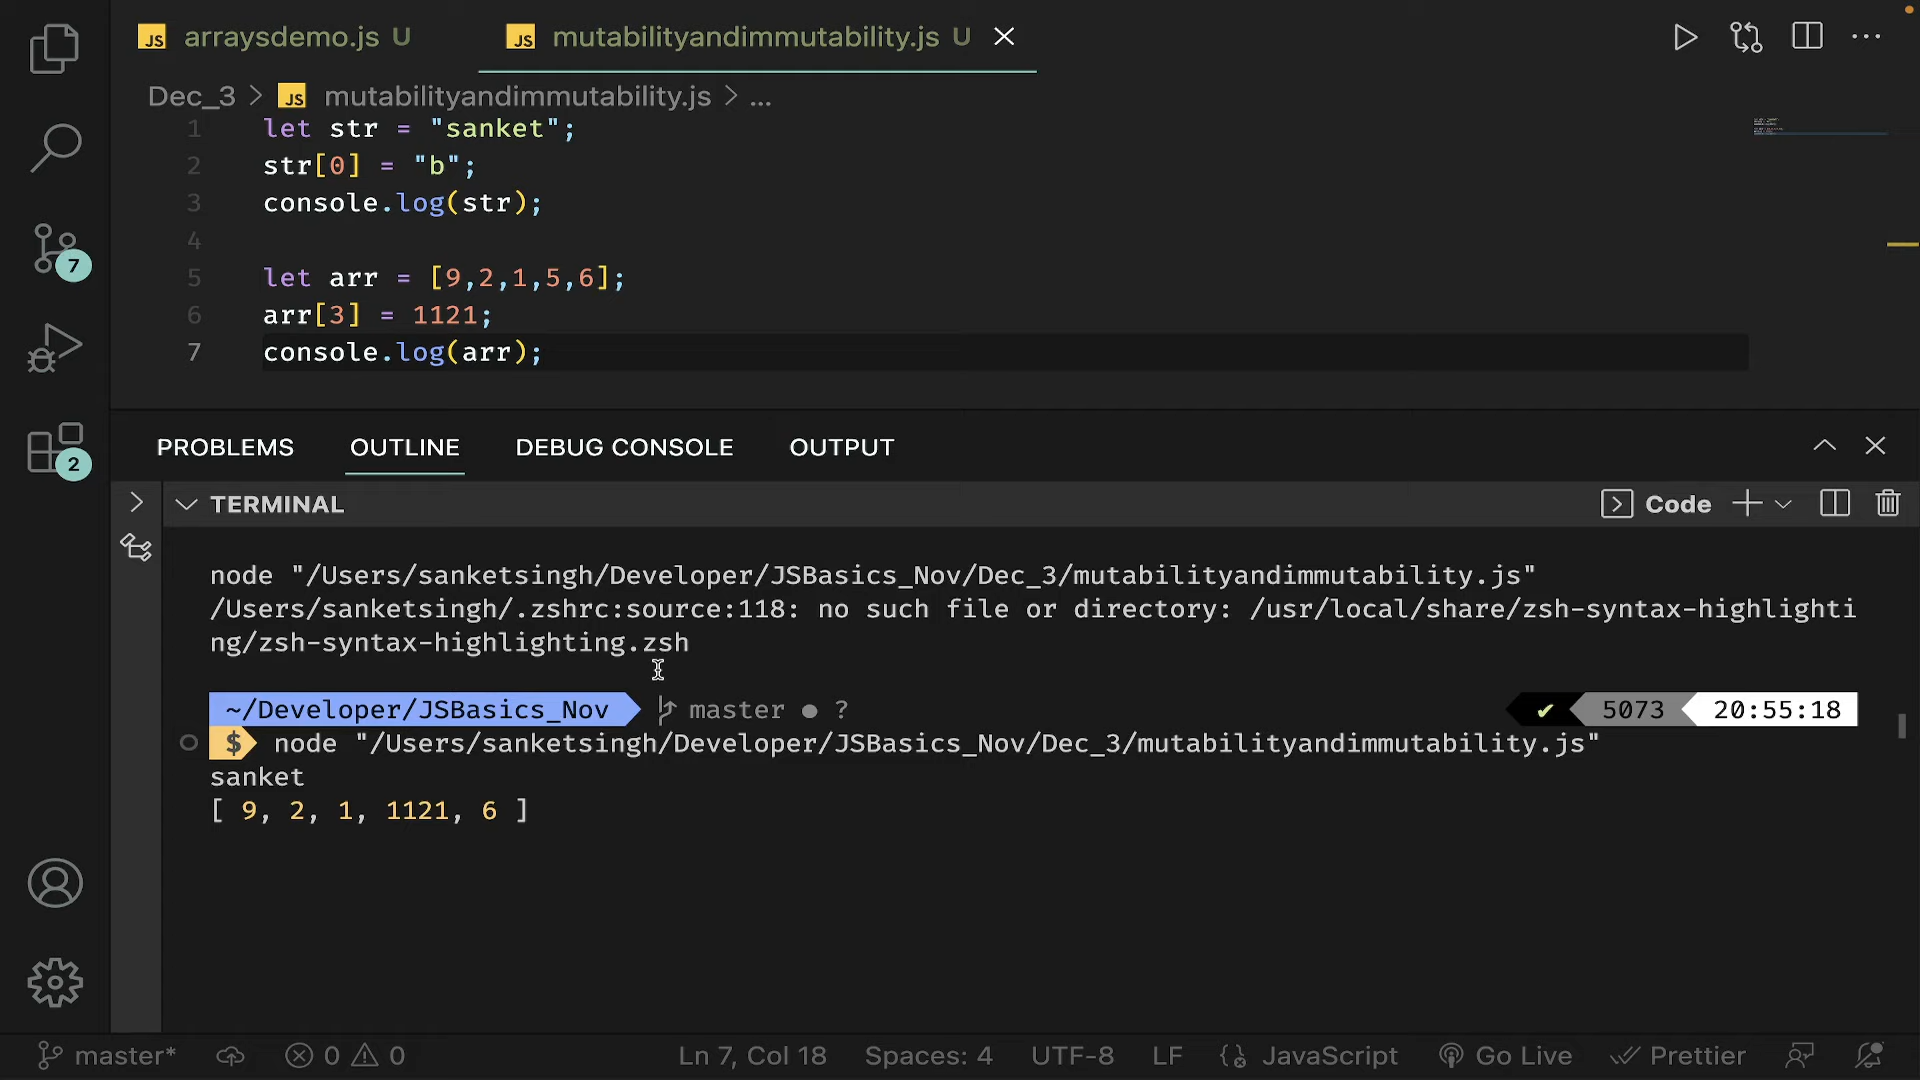 JS arraysdemo.js U
JS mutabilityandimmutability.js U
Dec_3 > JS mutabilityandimmutability.js > ...
1 let str = "sanket";
2 str[0] = "b";
3 console.log(str);
4
5 let arr = [9,2,1,5,6];
6 arr[3] = 1121;
7 console.log(arr);
7
2
PROBLEMS OUTLINE DEBUG CONSOLE OUTPUT
TERMINAL
Code
node "/Users/sanketsingh/Developer/JSBasics_Nov/Dec_3/mutabilityandimmutability.js"
/Users/sanketsingh/.zshrc:source:118: no such file or directory: /usr/local/share/zsh-syntax-highlighti
ng/zsh-syntax-highlighting.zsh
~/Developer/JSBasics_Nov master ● ? ✔ 5073 20:55:18
$ node "/Users/sanketsingh/Developer/JSBasics_Nov/Dec_3/mutabilityandimmutability.js"
sanket
[ 9, 2, 1, 1121, 6 ]
master* 0 0 Ln 7, Col 18 Spaces: 4 UTF-8 LF JavaScript Go Live Prettier